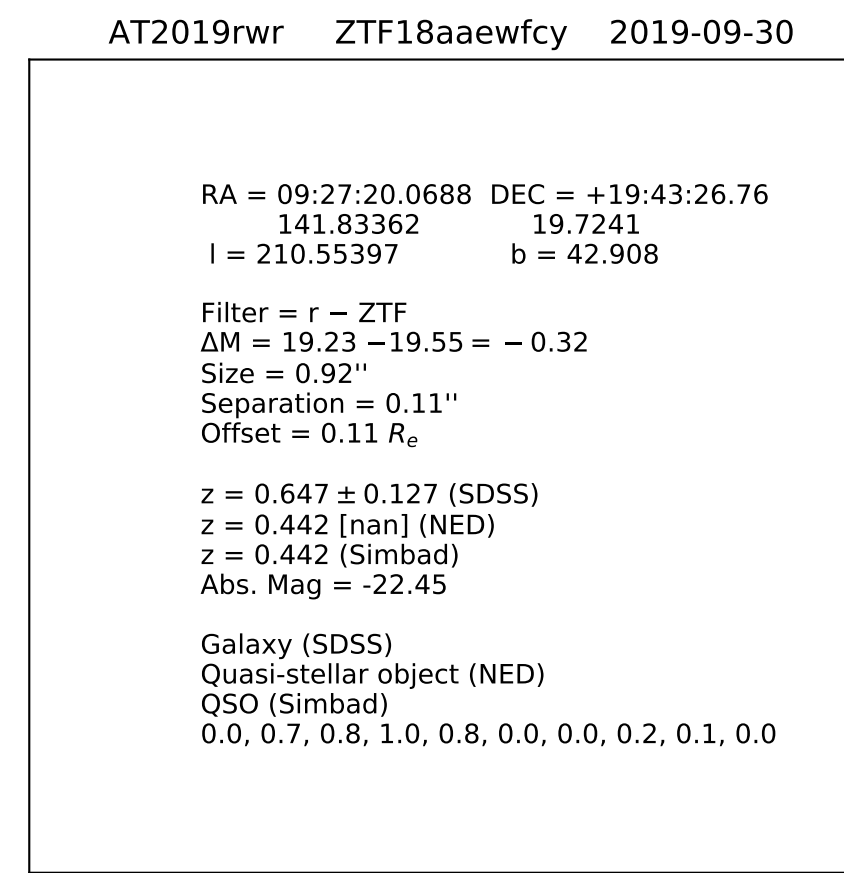 AT2019rwr ZTF18aaewfcy 2019-09-30
RA = 09:27:20.0688 DEC = +19:43:26.76
141.83362 19.7241
l = 210.55397 b = 42.908
Filter = r − ZTF
ΔM = 19.23 −19.55 = − 0.32
Size = 0.92''
Separation = 0.11''
Offset = 0.11 Re
z = 0.647 ± 0.127 (SDSS)
z = 0.442 [nan] (NED)
z = 0.442 (Simbad)
Abs. Mag = -22.45
Galaxy (SDSS)
Quasi-stellar object (NED)
QSO (Simbad)
0.0, 0.7, 0.8, 1.0, 0.8, 0.0, 0.0, 0.2, 0.1, 0.0